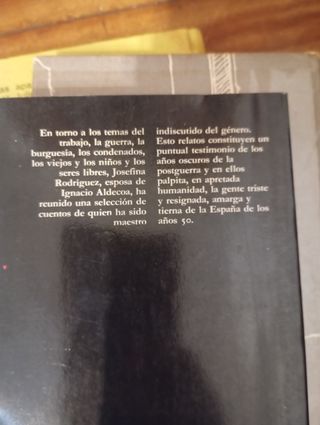 En torno a los temas del
trabajo, la guerra, la
burguesia, los condenados,
los viejos y los niños y los
seres libres, Josefina
Rodriguez, esposa de
Ignacio Aldecoa, ha
reunido una selección de
cuentos de quien ha sido
maestro
indiscutido del género.
Esto relatos constituyen un
puntual testimonio de los
años oscuros de la
postguerra y en ellos
palpita, en apretada
humanidad, la gente triste
y resignada, amarga y
tierna de la España de los
años 50.